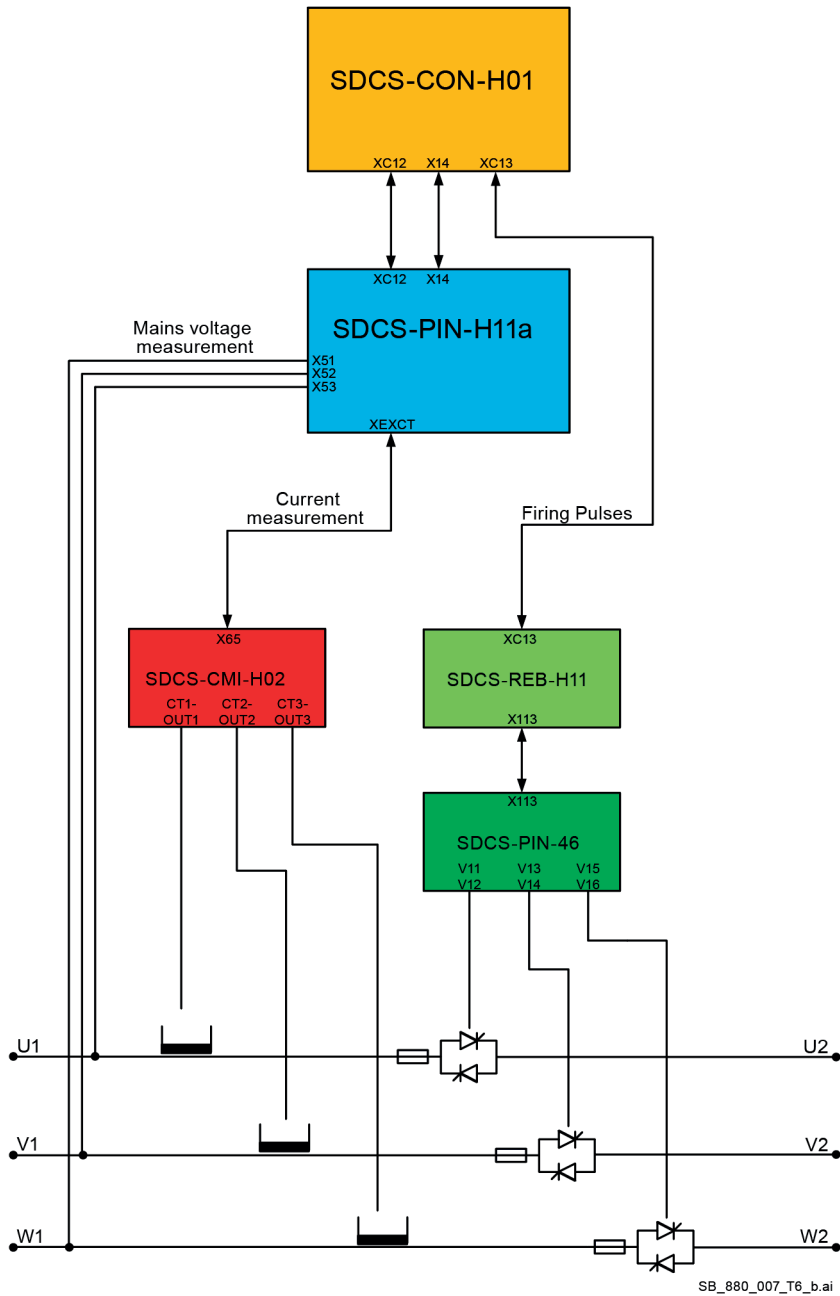 SDCS-CON-H01
XC12 X14 XC13
XC12 X14
SDCS-PIN-H11a
Mains voltage
measurement
X51
X52
X53
XEXCT
Current
measurement
Firing Pulses
X65
SDCS-CMI-H02
CT1- CT2- CT3-
OUT1 OUT2 OUT3
XC13
SDCS-REB-H11
X113
X113
SDCS-PIN-46
V11 V13 V15
V12 V14 V16
U1 U2
V1 V2
W1 W2
SB_880_007_T6_b.ai